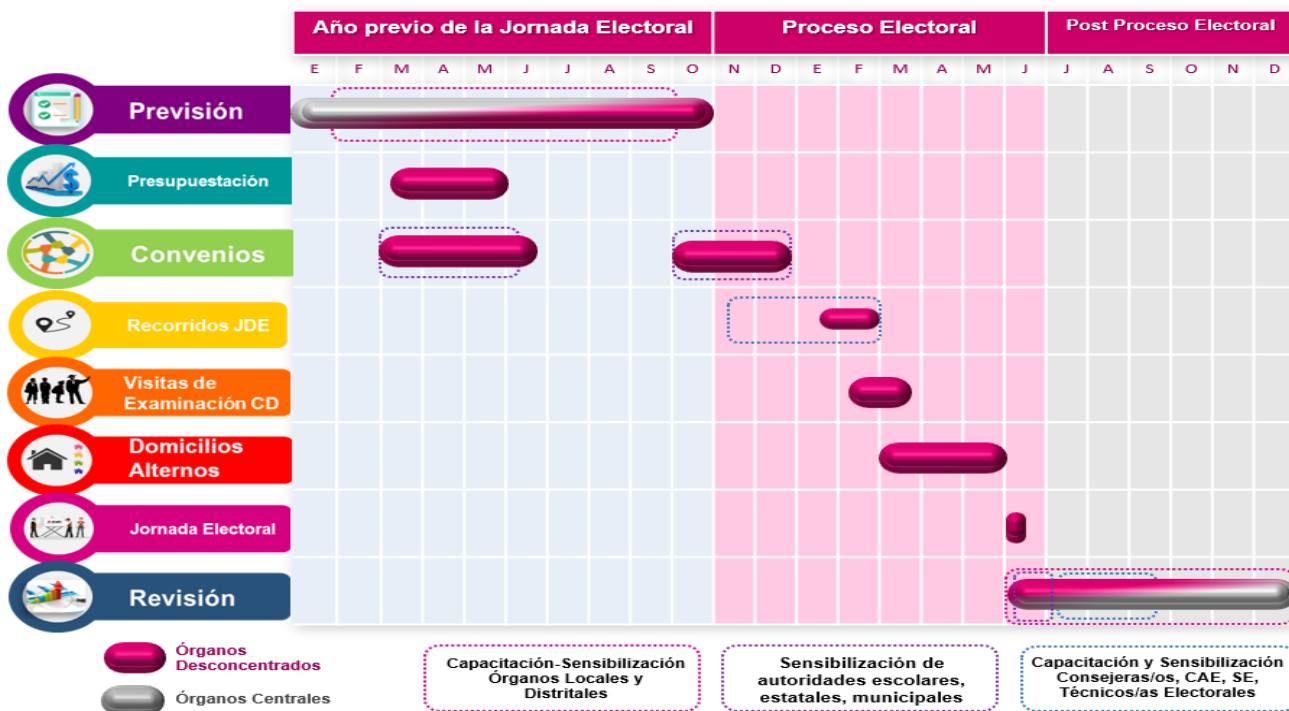 Año previo de la Jornada Electoral
Proceso Electoral
Post Proceso Electoral
E F M A M J J A S O N D E F M A M J J A S O N D
Previsión
Presupuestación
Convenios
Recorridos JDE
Visitas de
Examinación CD
Domicilios
Alternos
Jornada Electoral
Revisión
Órganos
Desconcentrados
Órganos Centrales
Capacitación-Sensibilización
Órganos Locales y
Distritales
Sensibilización de
autoridades escolares,
estatales, municipales
Capacitación y Sensibilización
Consejeras/os, CAE, SE,
Técnicos/as Electorales